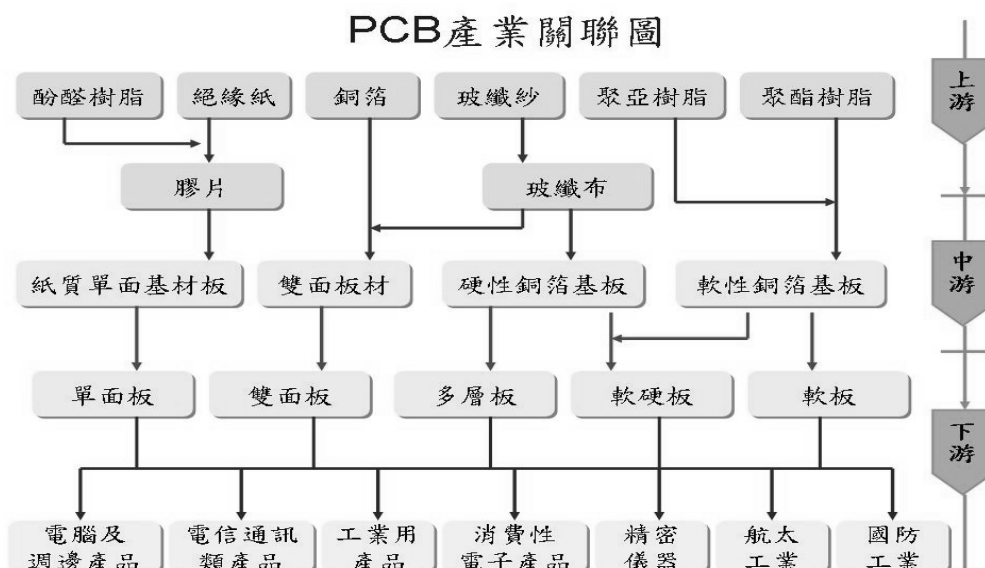 PCB產業關聯圖
酚醛樹脂
絕緣紙
銅箔
玻纖紗
聚亞樹脂
聚酯樹脂
上游
膠片
玻纖布
紙質單面基材板
雙面板材
硬性銅箔基板
軟性銅箔基板
中游
單面板
雙面板
多層板
軟硬板
軟板
下游
電腦及
週邊產品
電信通訊
類產品
工業用
產品
消費性
電子產品
精密
儀器
航太
工業
國防
工業